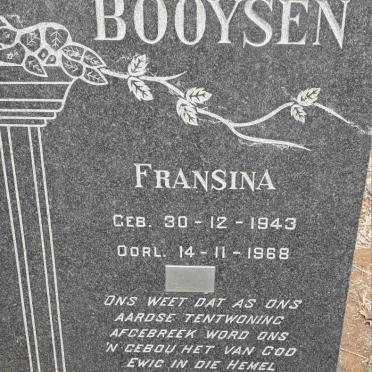 BOOYSEN
FRANSINA
GEB. 30-12-1943
OORL. 14-11-1968
ONS WEET DAT AS ONS
AARDSE TENTWONING
AFGEBREEK WORD ONS
'N GEBOU HET VAN GOD
EWIG IN DIE HEMEL